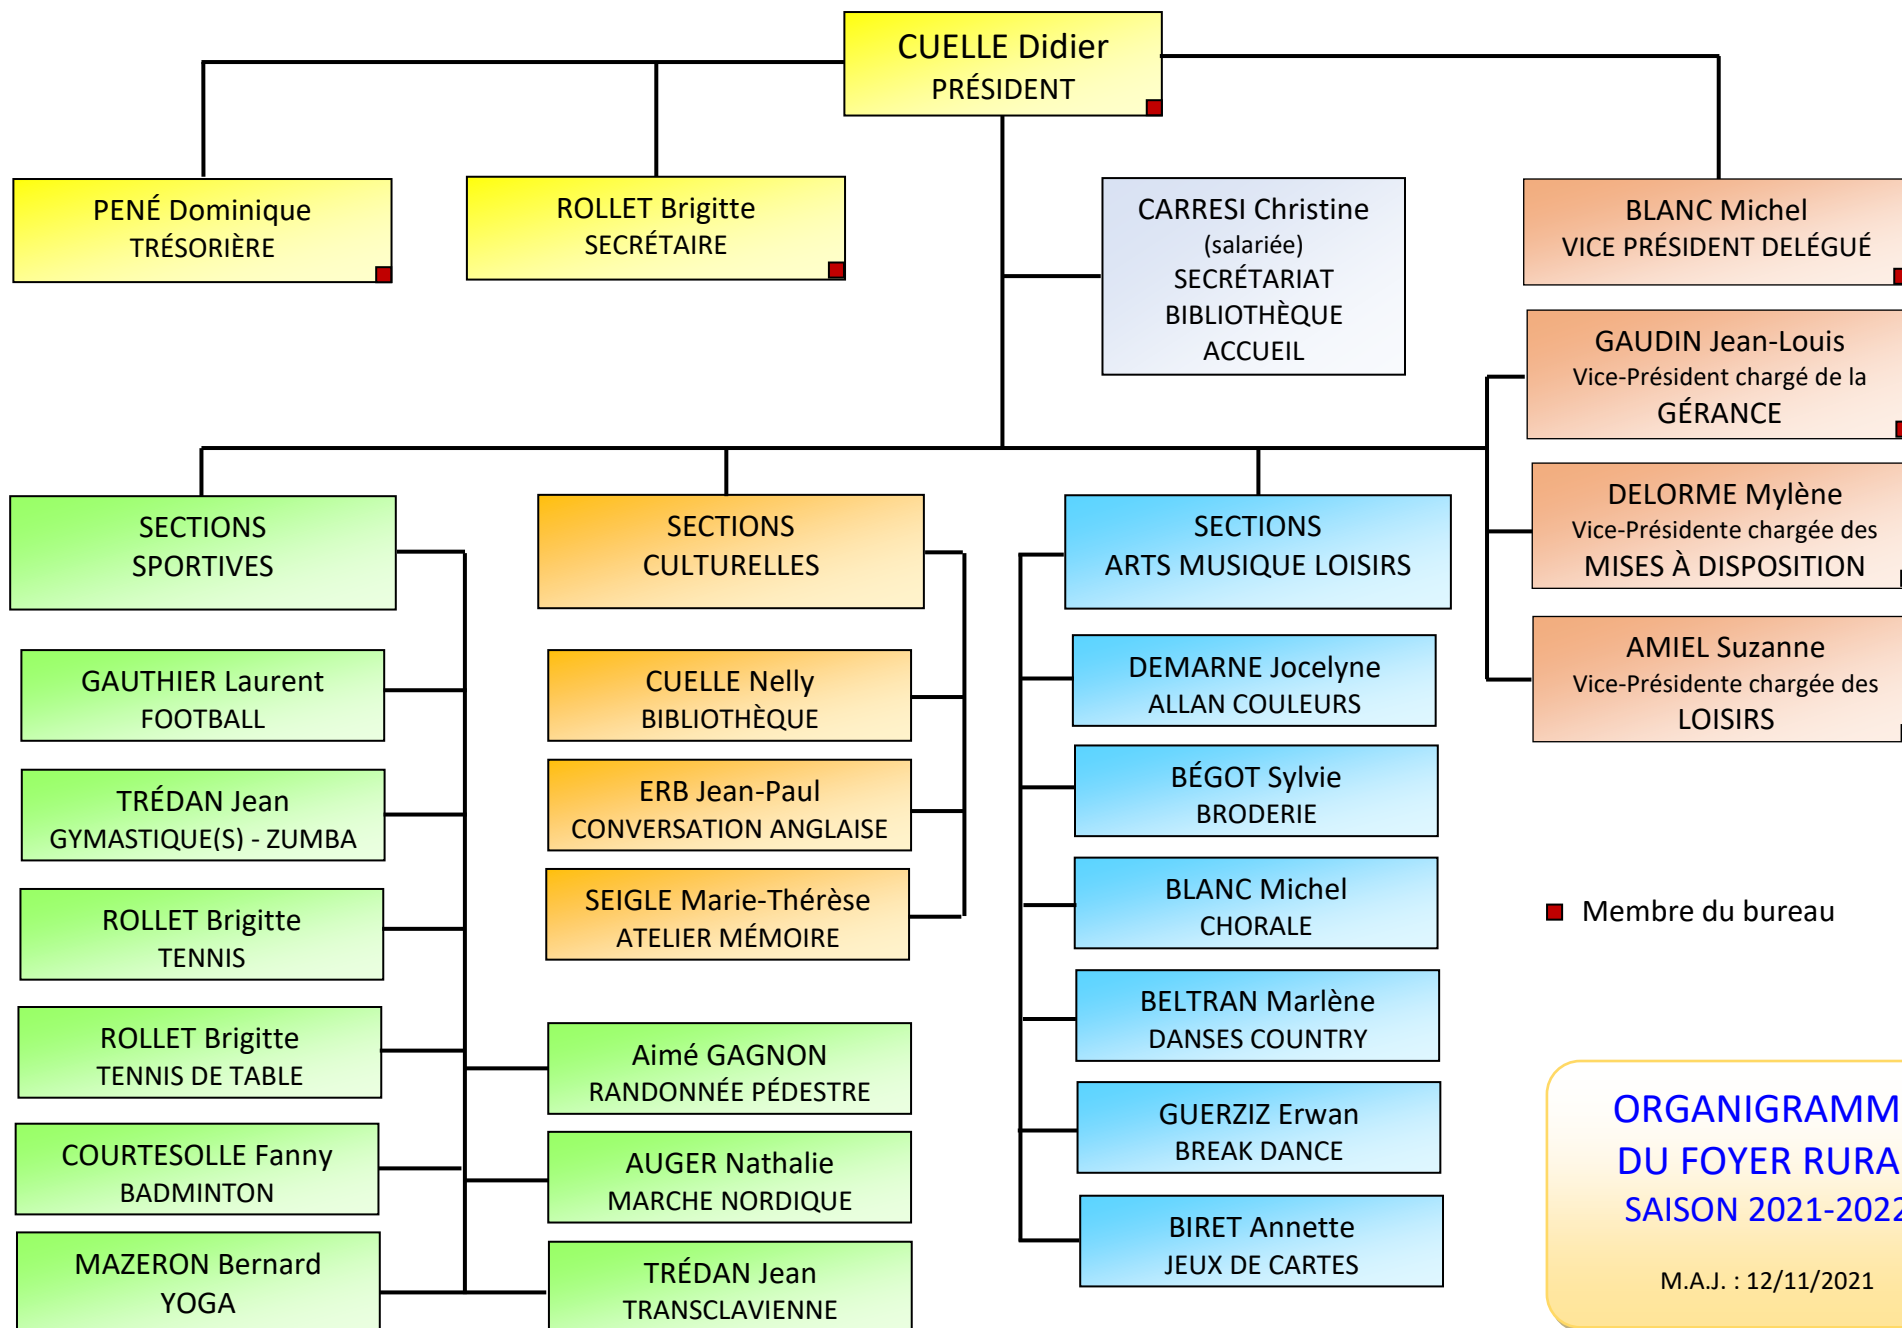 CUELLE Didier
PRÉSIDENT
PENÉ Dominique
TRÉSORIÈRE
ROLLET Brigitte
SECRÉTAIRE
CARRESI Christine
(salariée)
SECRÉTARIAT
BIBLIOTHÈQUE
ACCUEIL
BLANC Michel
VICE PRÉSIDENT DELÉGUÉ
GAUDIN Jean-Louis
Vice-Président chargé de la
GÉRANCE
DELORME Mylène
Vice-Présidente chargée des
MISES À DISPOSITION
AMIEL Suzanne
Vice-Présidente chargée des
LOISIRS
SECTIONS
SPORTIVES
GAUTHIER Laurent
FOOTBALL
TRÉDAN Jean
GYMASTIQUE(S) - ZUMBA
ROLLET Brigitte
TENNIS
ROLLET Brigitte
TENNIS DE TABLE
COURTESOLLE Fanny
BADMINTON
MAZERON Bernard
YOGA
SECTIONS
CULTURELLES
CUELLE Nelly
BIBLIOTHÈQUE
ERB Jean-Paul
CONVERSATION ANGLAISE
SEIGLE Marie-Thérèse
ATELIER MÉMOIRE
Aimé GAGNON
RANDONNÉE PÉDESTRE
AUGER Nathalie
MARCHE NORDIQUE
TRÉDAN Jean
TRANSCLAVIENNE
SECTIONS
ARTS MUSIQUE LOISIRS
DEMARNE Jocelyne
ALLAN COULEURS
BÉGOT Sylvie
BRODERIE
BLANC Michel
CHORALE
BELTRAN Marlène
DANSES COUNTRY
GUERZIZ Erwan
BREAK DANCE
BIRET Annette
JEUX DE CARTES
Membre du bureau
ORGANIGRAMM
DU FOYER RURA
SAISON 2021-2022
M.A.J. : 12/11/2021